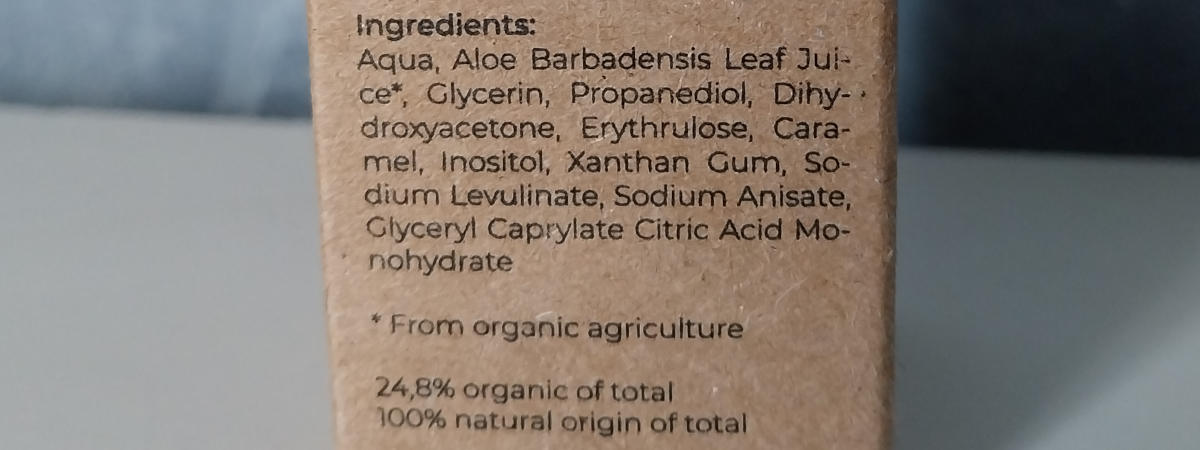 Ingredients:
Aqua, Aloe Barbadensis Leaf Jui-
ce*, Glycerin, Propanediol, Dihy-
droxyacetone, Erythrulose, Cara-
mel, Inositol, Xanthan Gum, So-
dium Levulinate, Sodium Anisate,
Glyceryl Caprylate Citric Acid Mo-
nohydrate
* From organic agriculture
24,8% organic of total
100% natural origin of total